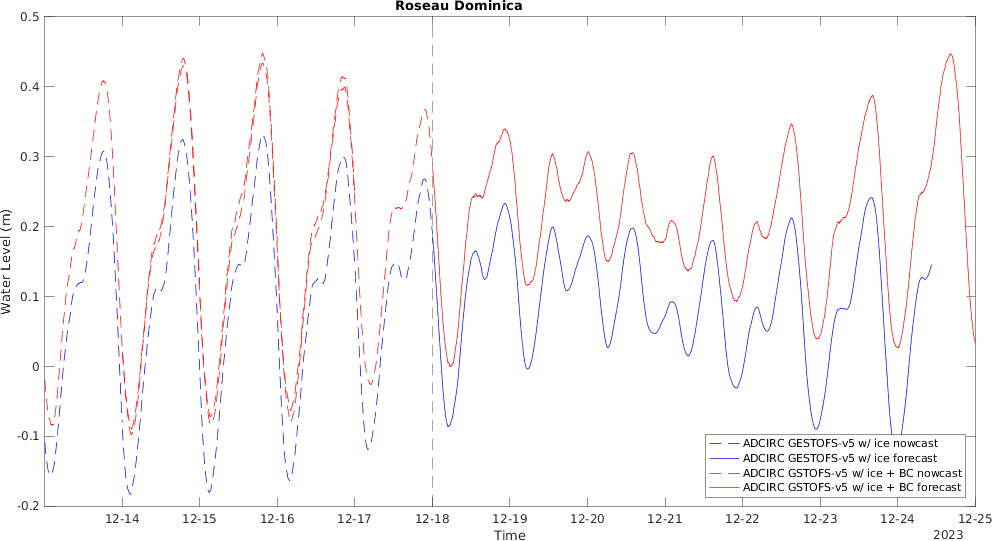 Roseau Dominica
0.5
0.4
0.3
0.2
0.1
0
-0.1
-0.2
Water Level (m)
ADCIRC GESTOFS-v5 w/ ice nowcast
ADCIRC GESTOFS-v5 w/ ice forecast
ADCIRC GSTOFS-v5 w/ ice + BC nowcast
ADCIRC GSTOFS-v5 w/ ice + BC forecast
12-14 12-15 12-16 12-17 12-18 12-19 12-20 12-21 12-22 12-23 12-24 12-25
Time
2023